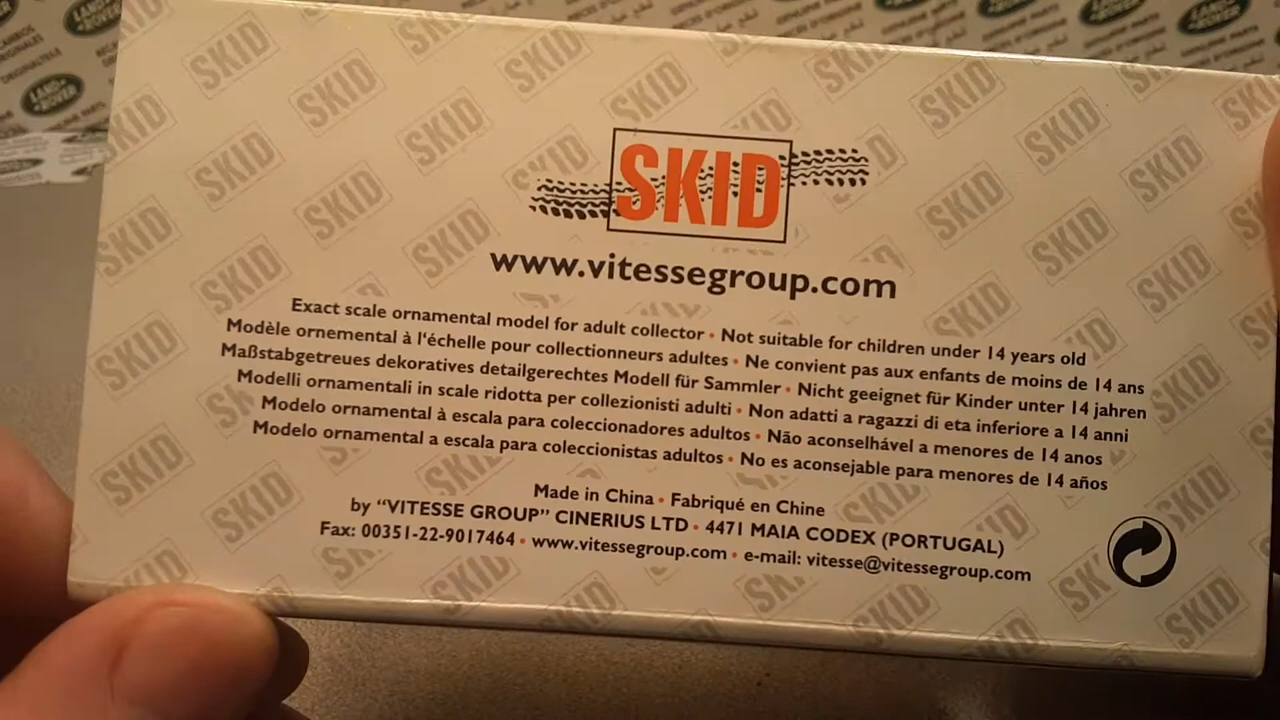 LAND ROVER
SKID
www.vitessegroup.com
Exact scale ornamental model for adult collector • Not suitable for children under 14 years old
Modèle ornemental à l'échelle pour collectionneurs adultes • Ne convient pas aux enfants de moins de 14 ans
Maßstabgetreues dekoratives detailgerechtes Modell für Sammler • Nicht geeignet für Kinder unter 14 jahren
Modelli ornamentali in scale ridotta per collezionisti adulti • Non adatti a ragazzi di eta inferiore a 14 anni
Modelo ornamental à escala para coleccionadores adultos • Não aconselhável a menores de 14 anos
Modelo ornamental a escala para coleccionistas adultos • No es aconsejable para menores de 14 años
Made in China • Fabriqué en Chine
by “VITESSE GROUP” CINERIUS LTD • 4471 MAIA CODEX (PORTUGAL)
Fax: 00351-22-9017464 • www.vitessegroup.com • e-mail: vitesse@vitessegroup.com